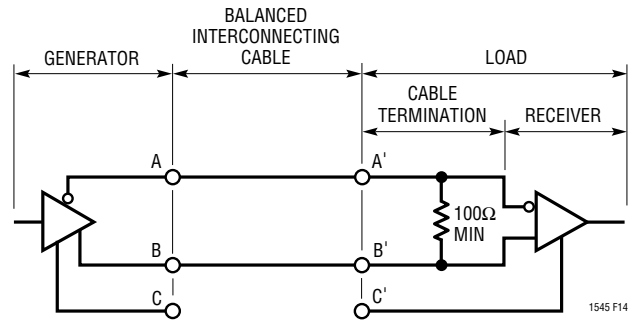 BALANCED
INTERCONNECTING
CABLE
GENERATOR
LOAD
CABLE
TERMINATION
RECEIVER
A
A'
100Ω
MIN
B
B'
C
C'
1545 F14